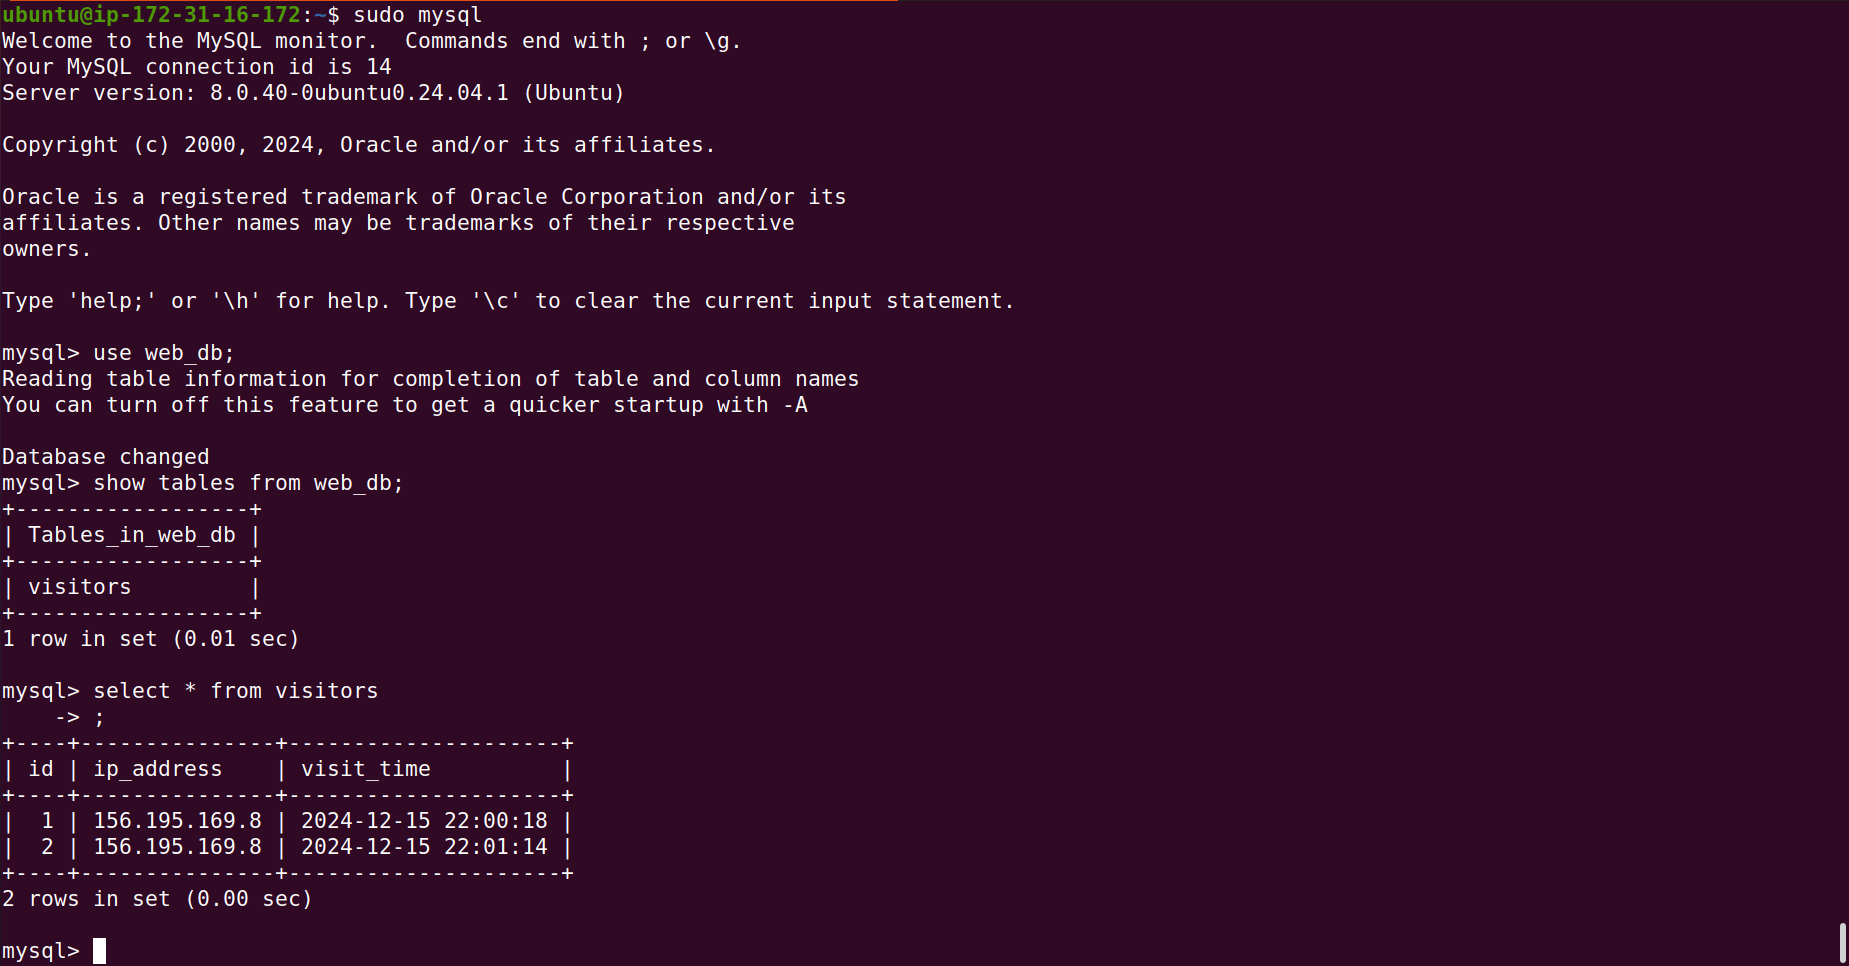 ubuntu@ip-172-31-16-172:~$ sudo mysql
Welcome to the MySQL monitor.  Commands end with ; or \g.
Your MySQL connection id is 14
Server version: 8.0.40-0ubuntu0.24.04.1 (Ubuntu)

Copyright (c) 2000, 2024, Oracle and/or its affiliates.

Oracle is a registered trademark of Oracle Corporation and/or its
affiliates. Other names may be trademarks of their respective
owners.

Type 'help;' or '\h' for help. Type '\c' to clear the current input statement.

mysql> use web_db;
Reading table information for completion of table and column names
You can turn off this feature to get a quicker startup with -A

Database changed
mysql> show tables from web_db;
+------------------+
| Tables_in_web_db |
+------------------+
| visitors         |
+------------------+
1 row in set (0.01 sec)

mysql> select * from visitors
    -> ;
+----+---------------+---------------------+
| id | ip_address    | visit_time          |
+----+---------------+---------------------+
|  1 | 156.195.169.8 | 2024-12-15 22:00:18 |
|  2 | 156.195.169.8 | 2024-12-15 22:01:14 |
+----+---------------+---------------------+
2 rows in set (0.00 sec)

mysql>